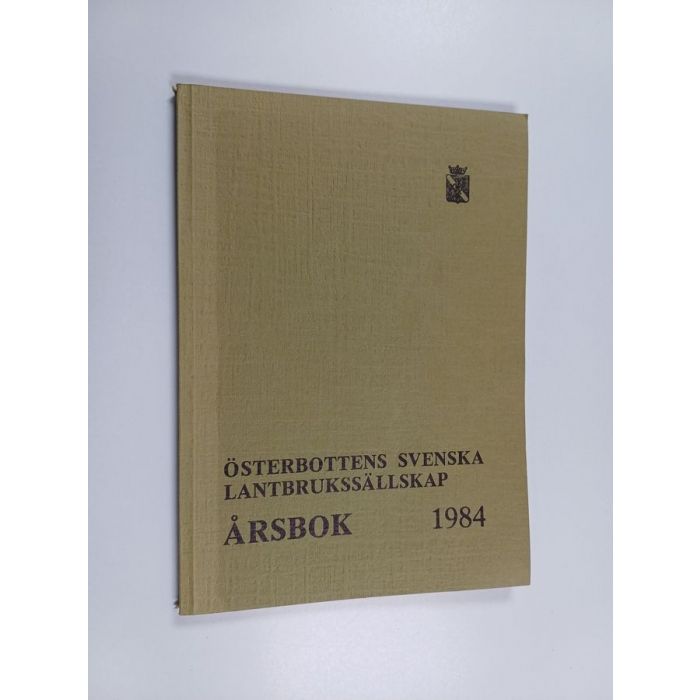 ÖSTERBOTTENS SVENSKA
LANTBRUKSSÄLLSKAP
ÅRSBOK 1984